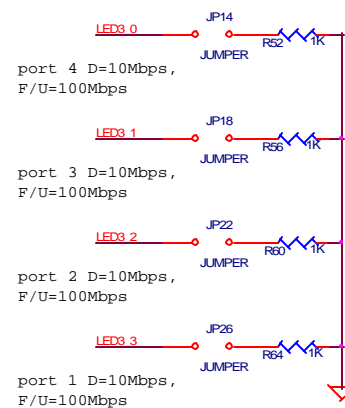 JP14
LED3 0
JUMPER
R52 1K
port 4 D=10Mbps,
F/U=100Mbps
JP18
LED3 1
JUMPER
R56 1K
port 3 D=10Mbps,
F/U=100Mbps
JP22
LED3 2
JUMPER
R60 1K
port 2 D=10Mbps,
F/U=100Mbps
JP26
LED3 3
JUMPER
R64 1K
port 1 D=10Mbps,
F/U=100Mbps